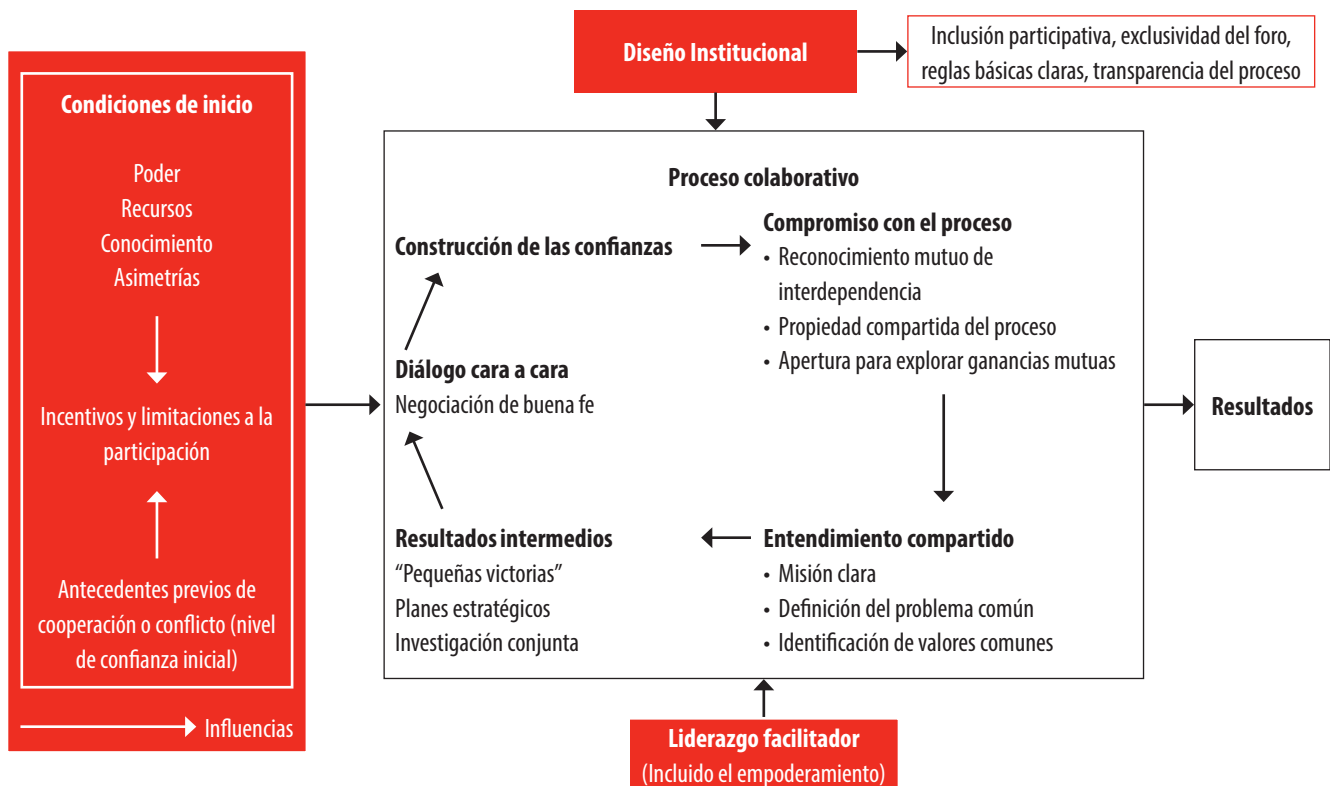 Diseño Institucional
Inclusión participativa, exclusividad del foro,
reglas básicas claras, transparencia del proceso
Condiciones de inicio
Poder
Recursos
Conocimiento
Asimetrías
Incentivos y limitaciones a la
participación
Antecedentes previos de
cooperación o conflicto (nivel
de confianza inicial)
Influencias
Proceso colaborativo
Construcción de las confianzas
Compromiso con el proceso
• Reconocimiento mutuo de
interdependencia
• Propiedad compartida del proceso
• Apertura para explorar ganancias mutuas
Diálogo cara a cara
Negociación de buena fe
Resultados intermedios
“Pequeñas victorias”
Planes estratégicos
Investigación conjunta
Entendimiento compartido
• Misión clara
• Definición del problema común
• Identificación de valores comunes
Resultados
Liderazgo facilitador
(Incluido el empoderamiento)